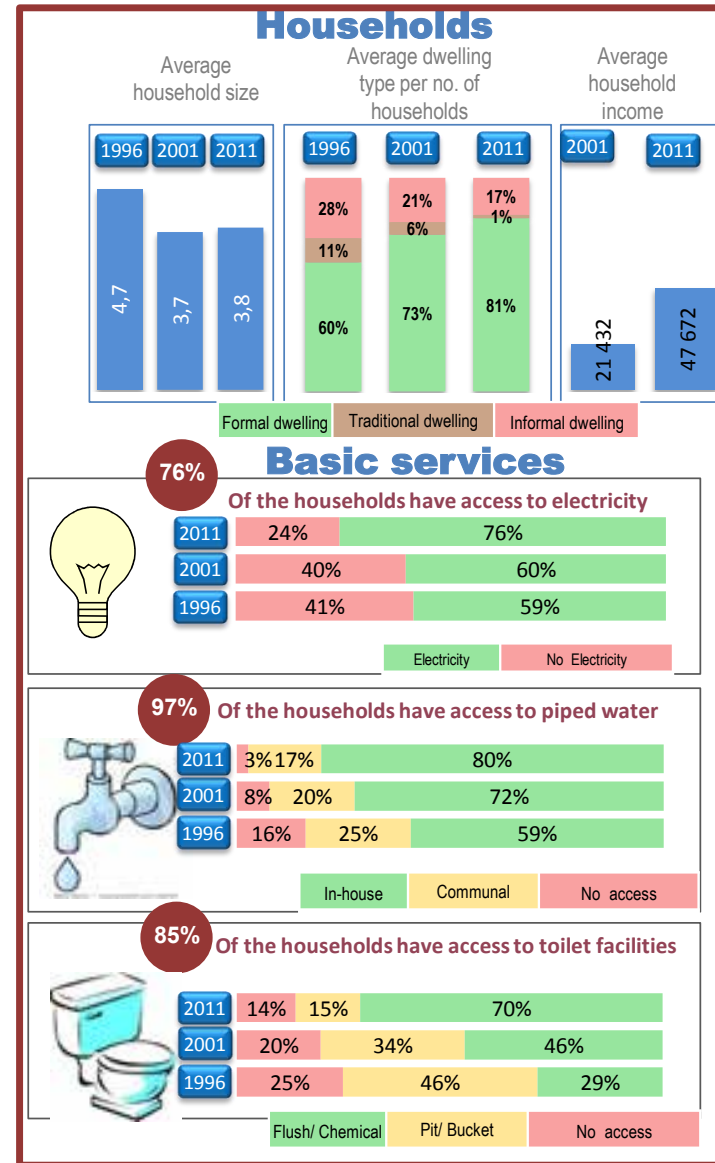 Households
Average
household size
Average dwelling
type per no. of
households
Average
household
income
1996 2001 2011
4,7 3,7 3,8
1996 2001 2011
28% 21% 17%
11% 6% 1%
60% 73% 81%
2001 2011
21 432 47 672
Formal dwelling Traditional dwelling Informal dwelling
Basic services
76%
Of the households have access to electricity
2011 24% 76%
2001 40% 60%
1996 41% 59%
Electricity No Electricity
97%
Of the households have access to piped water
2011 3% 17% 80%
2001 8% 20% 72%
1996 16% 25% 59%
In-house Communal No access
85%
Of the households have access to toilet facilities
2011 14% 15% 70%
2001 20% 34% 46%
1996 25% 46% 29%
Flush/ Chemical Pit/ Bucket No access